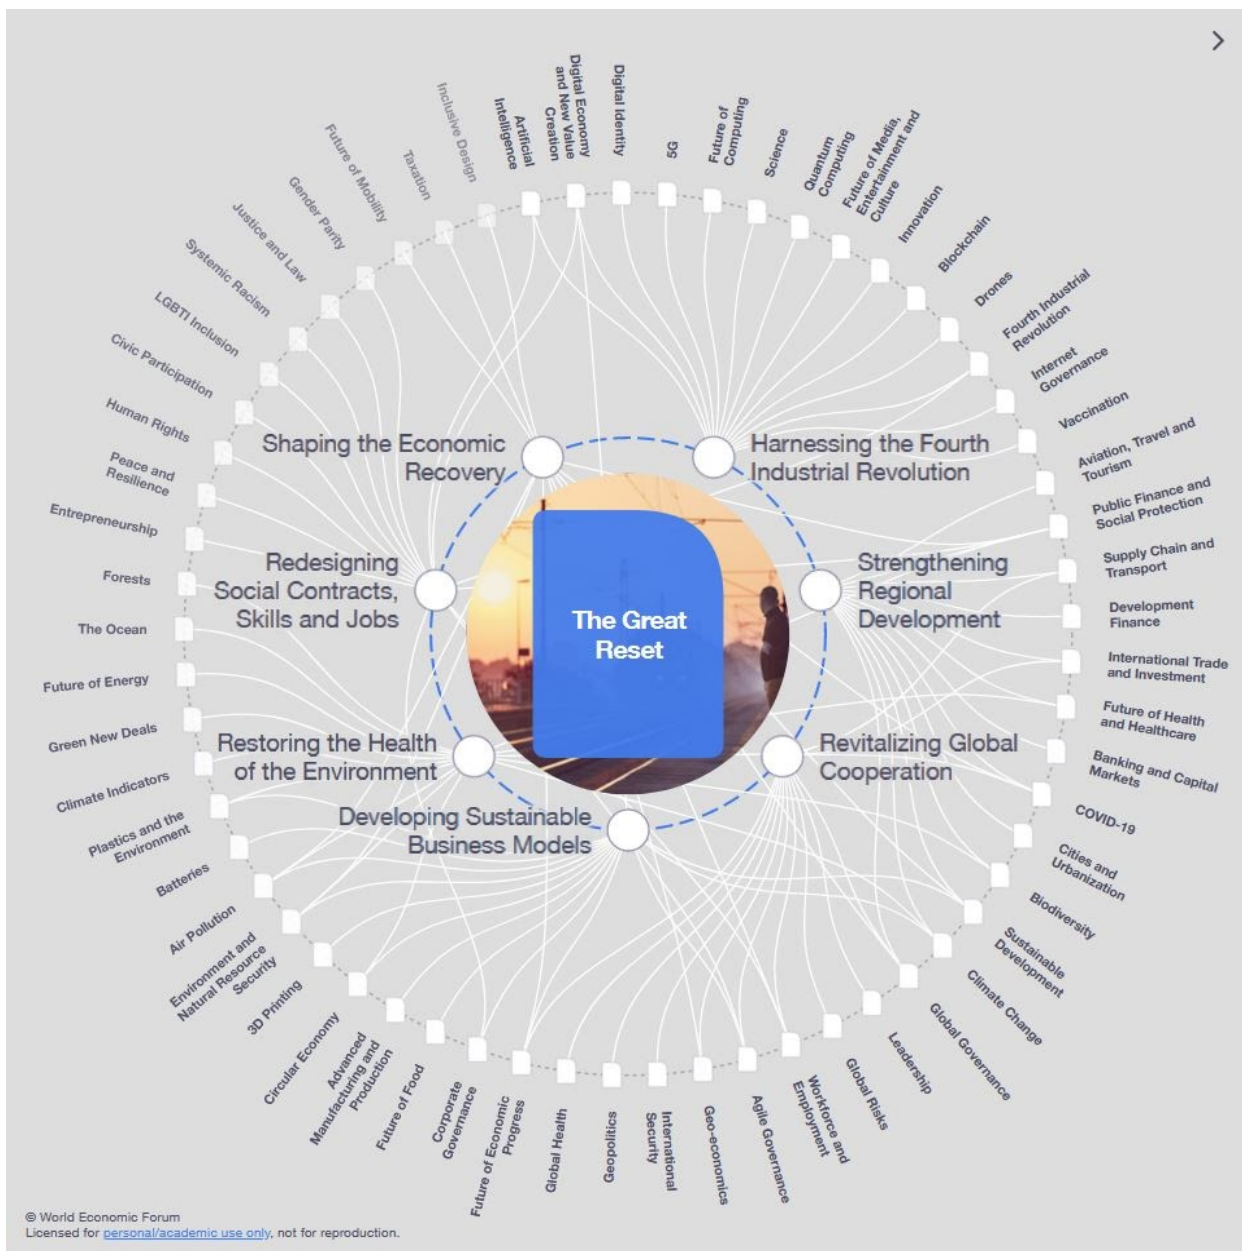 The Great
Reset
Shaping the Economic
Recovery
Harnessing the Fourth
Industrial Revolution
Redesigning
Social Contracts,
Skills and Jobs
Strengthening
Regional
Development
Restoring the Health
of the Environment
Revitalizing Global
Cooperation
Developing Sustainable
Business Models
Artificial
Intelligence
Digital Economy
and New Value
Creation
Digital Identity
5G
Future of
Computing
Science
Quantum
Computing
Future of Media,
Entertainment and
Culture
Innovation
Blockchain
Drones
Fourth Industrial
Revolution
Internet
Governance
Vaccination
Aviation, Travel and
Tourism
Public Finance and
Social Protection
Supply Chain and
Transport
Development
Finance
International Trade
and Investment
Future of Health
and Healthcare
Banking and Capital
Markets
COVID-19
Cities and
Urbanization
Biodiversity
Sustainable
Development
Climate Change
Global Governance
Leadership
Global Risks
Workforce and
Employment
Agile Governance
Geo-economics
International
Security
Geopolitics
Global Health
Future of Economic
Progress
Corporate
Governance
Future of Food
Advanced
Manufacturing and
Production
Circular Economy
3D Printing
Environment and
Natural Resource
Security
Air Pollution
Batteries
Plastics and the
Environment
Climate Indicators
Green New Deals
Future of Energy
The Ocean
Forests
Entrepreneurship
Peace and
Resilience
Human Rights
Civic Participation
LGBTI Inclusion
Systemic Racism
Justice and Law
Gender Parity
Future of Mobility
Taxation
Inclusive Design
© World Economic Forum
Licensed for personal/academic use only, not for reproduction.